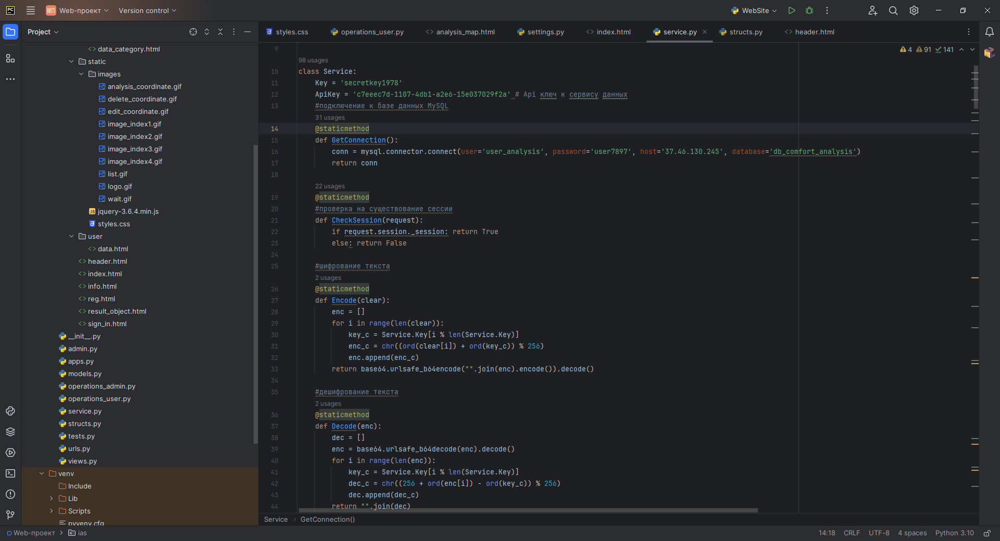 PC
WП
Web-проект
Version control
WebSite
Project
styles.css
operations_user.py
analysis_map.html
settings.py
index.html
service.py
structs.py
header.html
data_category.html
static
images
analysis_coordinate.gif
delete_coordinate.gif
edit_coordinate.gif
image_index1.gif
image_index2.gif
image_index3.gif
image_index4.gif
list.gif
logo.gif
wait.gif
jquery-3.6.4.min.js
styles.css
user
data.html
header.html
index.html
info.html
reg.html
result_object.html
sign_in.html
__init__.py
admin.py
apps.py
models.py
operations_admin.py
operations_user.py
service.py
structs.py
tests.py
urls.py
views.py
venv
Include
Lib
Scripts
pyvenv.cfg
4 91 141
9
98 usages
10 class Service:
11 Key = 'secretkey1978'
12 ApiKey = 'c7eeec7d-1107-4db1-a2e6-15e037029f2a' # Api ключ к сервису данных
13 #подключение к базе данных MySQL
31 usages
14 @staticmethod
15 def GetConnection():
16 conn = mysql.connector.connect(user='user_analysis', password='user7897', host='37.46.130.245', database='db_comfort_analysis')
17 return conn
18
22 usages
19 @staticmethod
20 #проверка на существование сессии
21 def CheckSession(request):
22 if request.session._session: return True
23 else: return False
24
25 #шифрование текста
2 usages
26 @staticmethod
27 def Encode(clear):
28 enc = []
29 for i in range(len(clear)):
30 key_c = Service.Key[i % len(Service.Key)]
31 enc_c = chr((ord(clear[i]) + ord(key_c)) % 256)
32 enc.append(enc_c)
33 return base64.urlsafe_b64encode("".join(enc).encode()).decode()
34
35 #дешифрование текста
2 usages
36 @staticmethod
37 def Decode(enc):
38 dec = []
39 enc = base64.urlsafe_b64decode(enc).decode()
40 for i in range(len(enc)):
41 key_c = Service.Key[i % len(Service.Key)]
42 dec_c = chr((256 + ord(enc[i]) - ord(key_c)) % 256)
43 dec.append(dec_c)
44 return "".join(dec)
Service > GetConnection()
Web-проект > ias
14:18 CRLF UTF-8 4 spaces Python 3.10